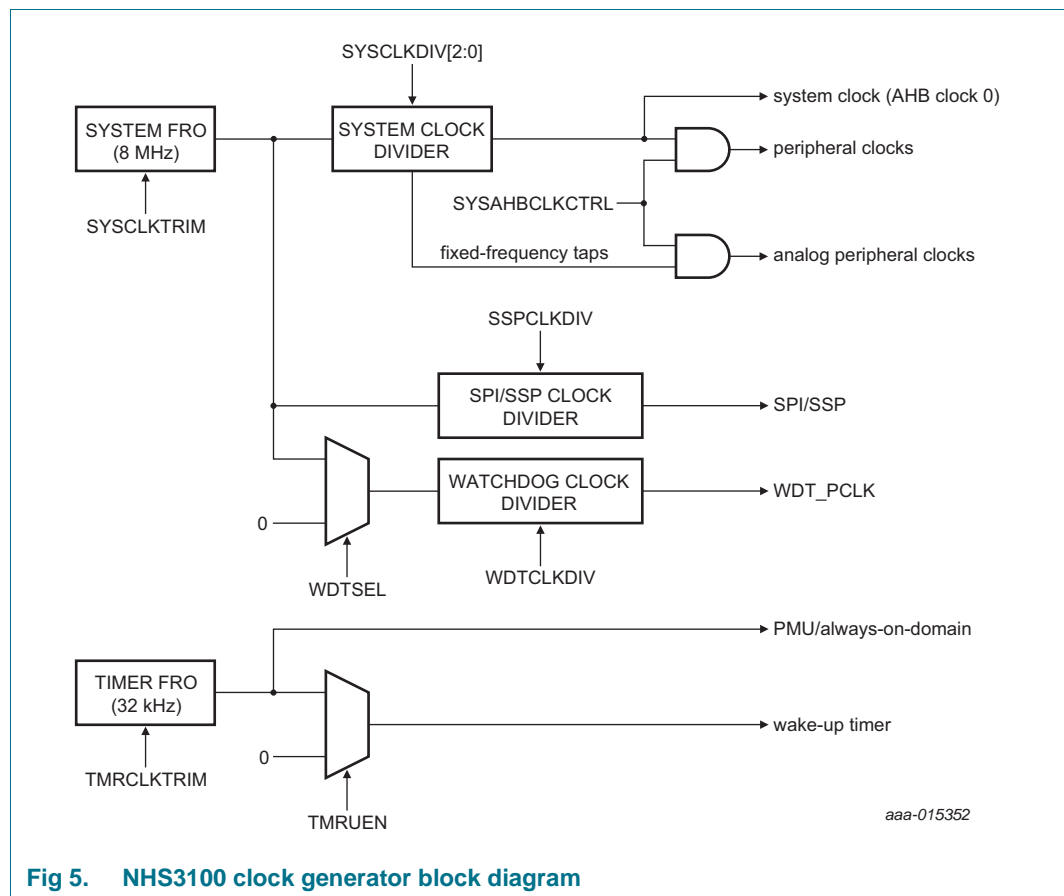 SYSCLKDIV[2:0]
system clock (AHB clock 0)
SYSTEM FRO
(8 MHz)
SYSTEM CLOCK
DIVIDER
peripheral clocks
SYSAHBCLKCTRL
SYSCLKTRIM
fixed-frequency taps
analog peripheral clocks
SSPCLKDIV
SPI/SSP CLOCK
DIVIDER
SPI/SSP
WATCHDOG CLOCK
DIVIDER
WDT_PCLK
0
WDTSEL
WDTCLKDIV
PMU/always-on-domain
TIMER FRO
(32 kHz)
wake-up timer
0
TMRCLKTRIM
TMRUEN
aaa-015352
Fig 5. NHS3100 clock generator block diagram